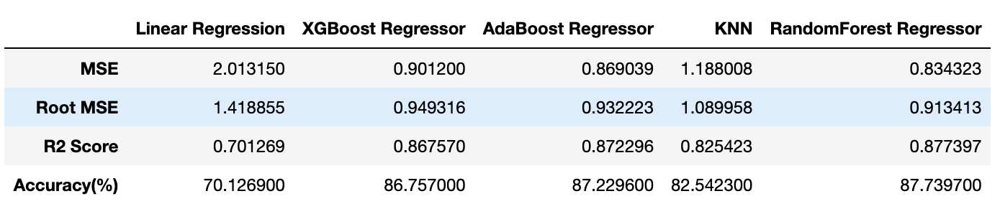 Linear Regression XGBoost Regressor AdaBoost Regressor KNN RandomForest Regressor
MSE 2.013150 0.901200 0.869039 1.188008 0.834323
Root MSE 1.418855 0.949316 0.932223 1.089958 0.913413
R2 Score 0.701269 0.867570 0.872296 0.825423 0.877397
Accuracy(%) 70.126900 86.757000 87.229600 82.542300 87.739700